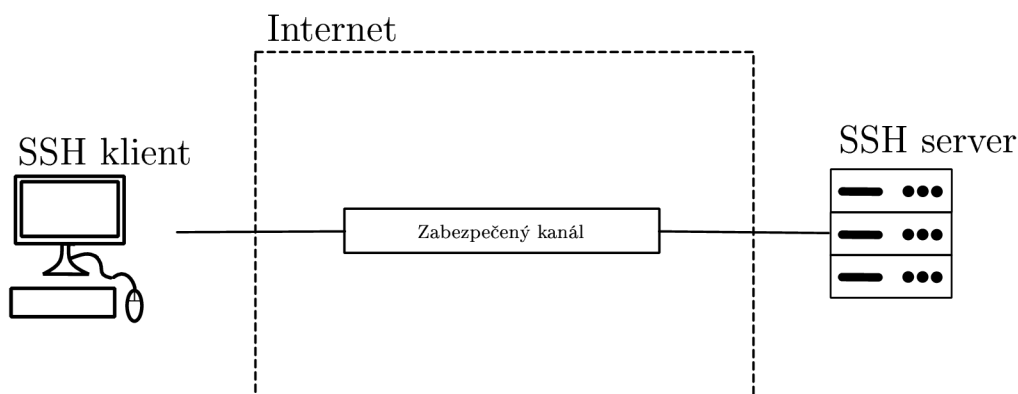 Internet
SSH klient
SSH server
Zabezpečený kanál